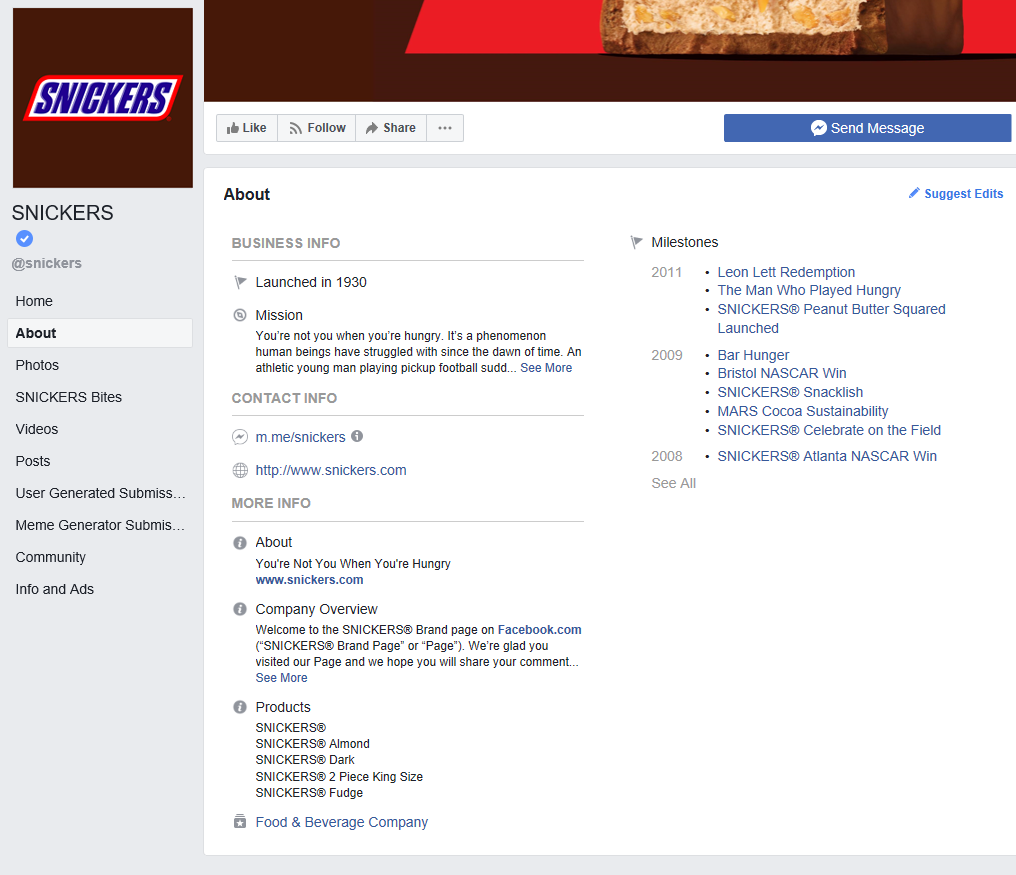 SNICKERS
SNICKERS
@snickers
Home
About
Photos
SNICKERS Bites
Videos
Posts
User Generated Submiss...
Meme Generator Submis...
Community
Info and Ads
Like
Follow
Share
Send Message
About
Suggest Edits
BUSINESS INFO
Launched in 1930
Mission
You're not you when you're hungry. It's a phenomenon
human beings have struggled with since the dawn of time. An
athletic young man playing pickup football sudd... See More
CONTACT INFO
m.me/snickers
http://www.snickers.com
MORE INFO
About
You're Not You When You're Hungry
www.snickers.com
Company Overview
Welcome to the SNICKERS® Brand page on Facebook.com
(“SNICKERS® Brand Page” or “Page”). We're glad you
visited our Page and we hope you will share your comment...
See More
Products
SNICKERS®
SNICKERS® Almond
SNICKERS® Dark
SNICKERS® 2 Piece King Size
SNICKERS® Fudge
Food & Beverage Company
Milestones
2011
• Leon Lett Redemption
• The Man Who Played Hungry
• SNICKERS® Peanut Butter Squared
Launched
2009
• Bar Hunger
• Bristol NASCAR Win
• SNICKERS® Snacklish
• MARS Cocoa Sustainability
• SNICKERS® Celebrate on the Field
2008
• SNICKERS® Atlanta NASCAR Win
See All